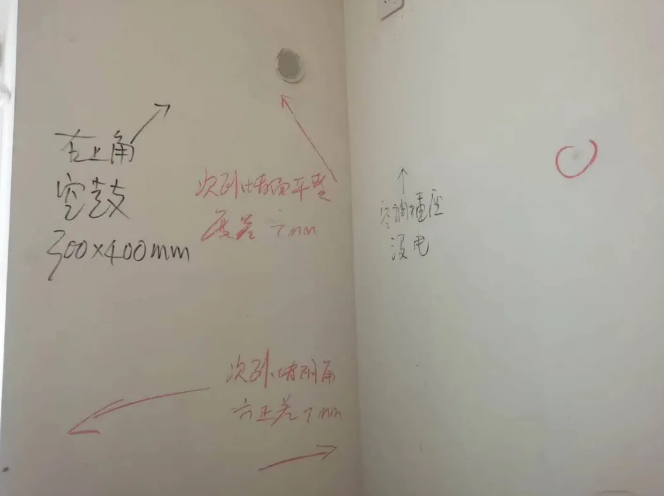 右上角
空鼓
300×400mm
次卧墙面平整
度差7mm
空调插座
没电
次卧墙阴角
方正差7mm